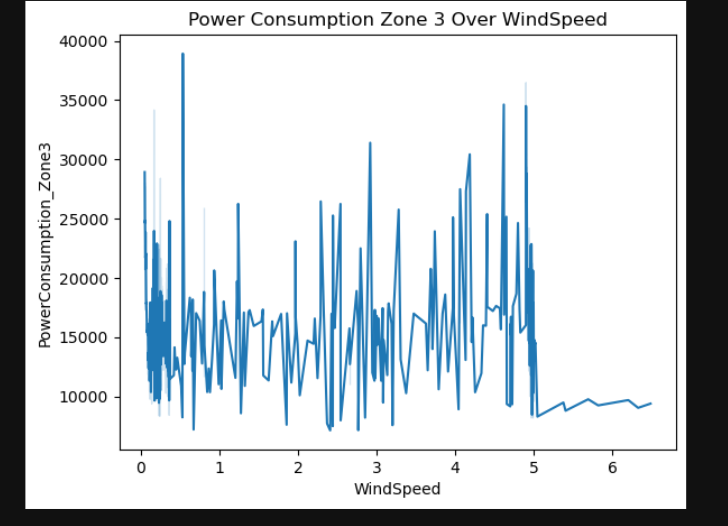 Power Consumption Zone 3 Over WindSpeed
40000
35000
30000
25000
20000
15000
10000
PowerConsumption_Zone3
0 1 2 3 4 5 6
WindSpeed